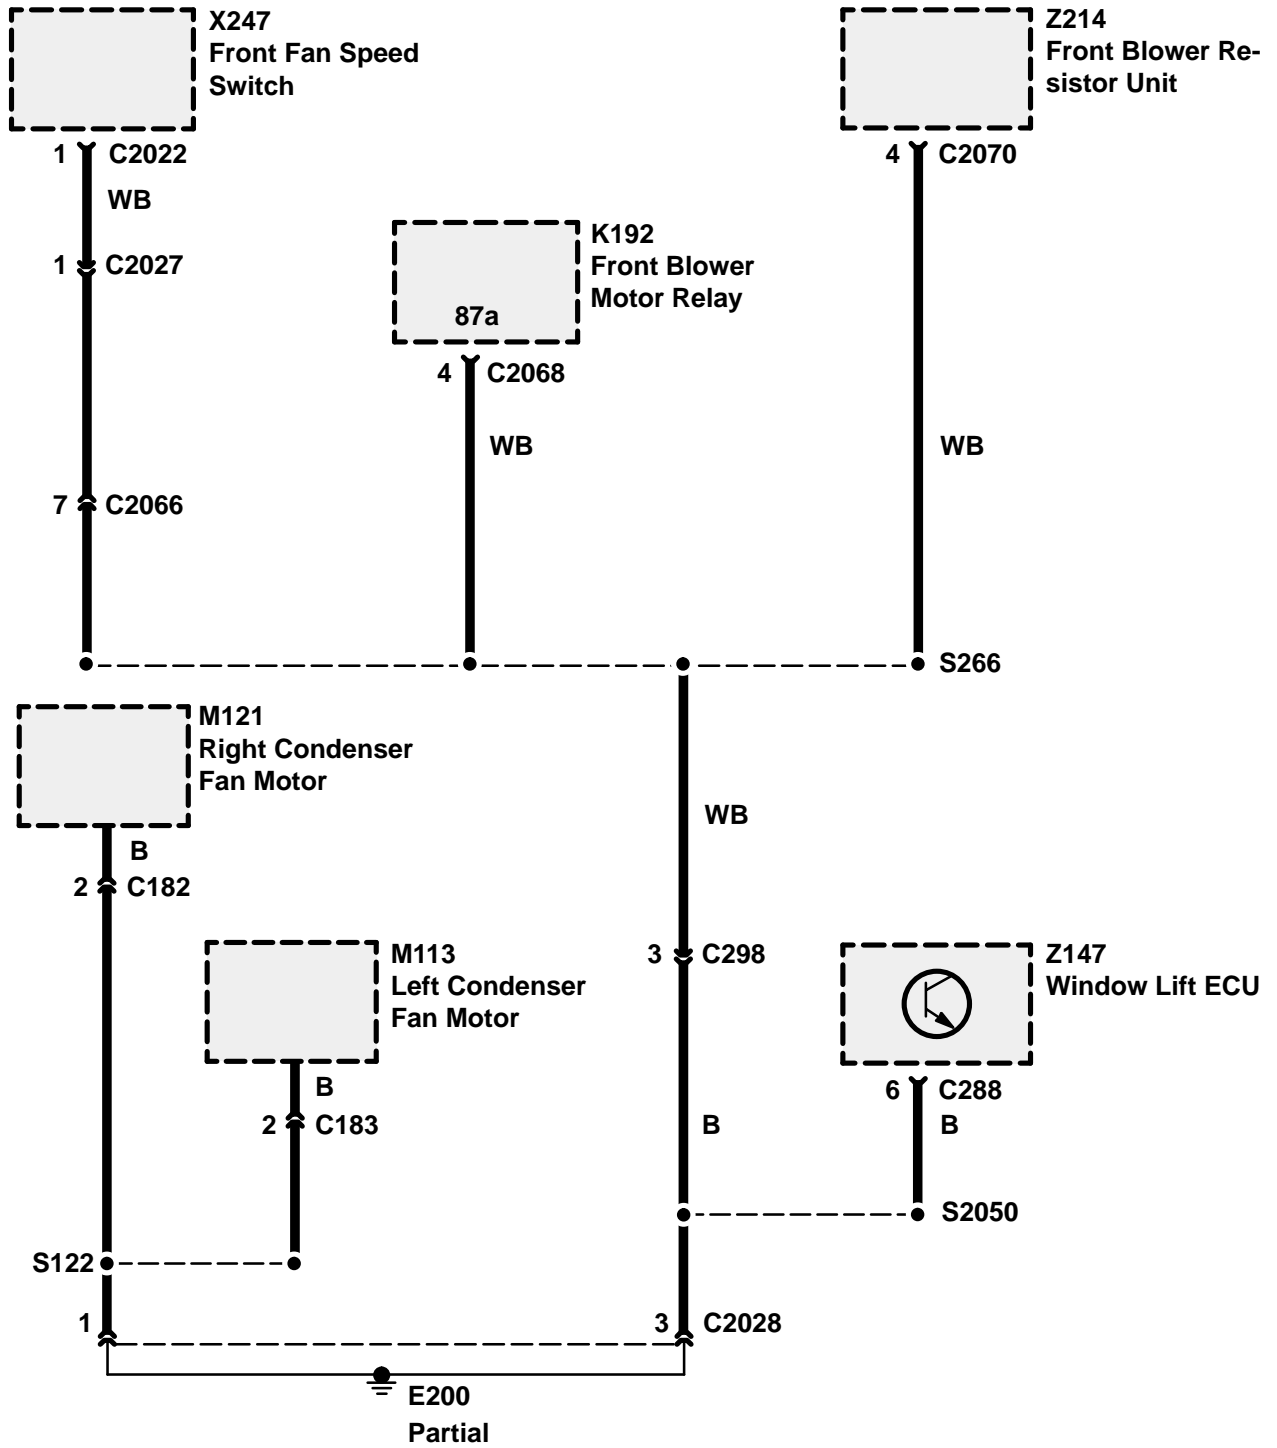 X247
Front Fan Speed
Switch
Z214
Front Blower Re-
sistor Unit
1 C2022
4 C2070
WB
K192
Front Blower
Motor Relay
1 C2027
87a
4 C2068
WB
WB
7 C2066
S266
M121
Right Condenser
Fan Motor
WB
B
2 C182
M113
Left Condenser
Fan Motor
3 C298
Z147
Window Lift ECU
B
6 C288
2 C183
B
B
S2050
S122
1
3 C2028
E200
Partial